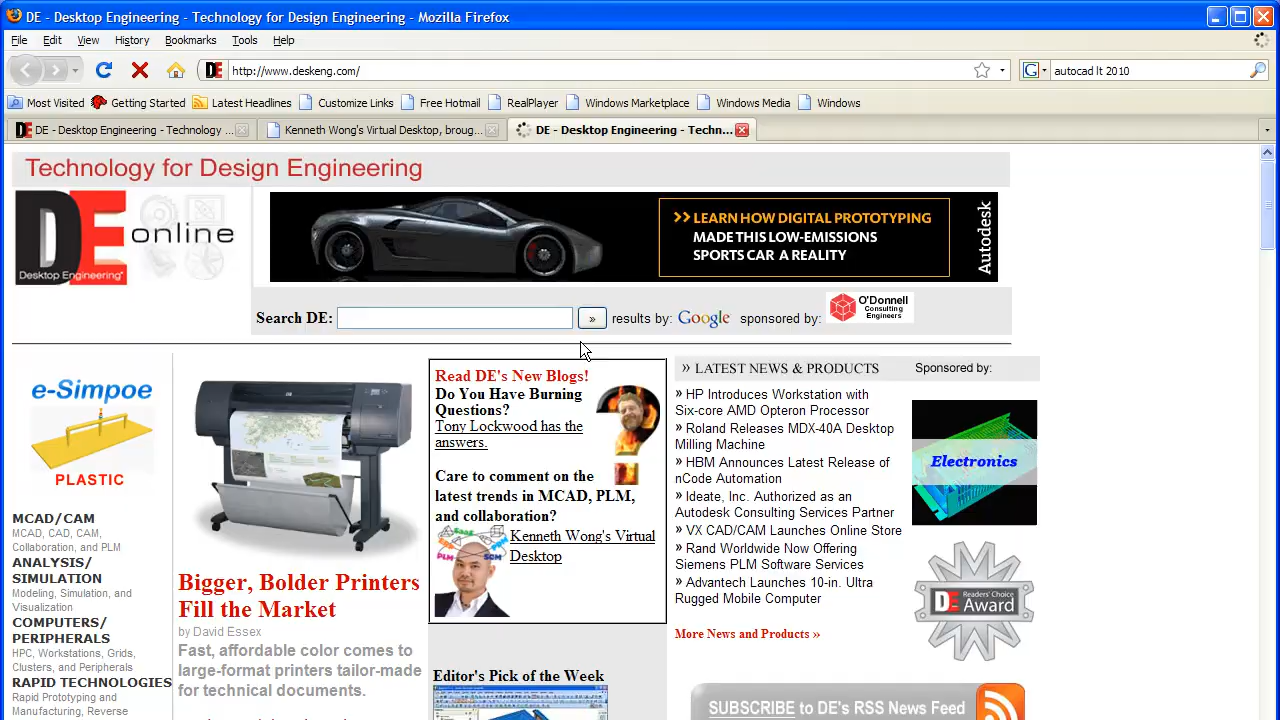 DE - Desktop Engineering - Technology for Design Engineering - Mozilla Firefox
File Edit View History Bookmarks Tools Help
DE http://www.deskeng.com/ G autocad lt 2010
Most Visited Getting Started Latest Headlines Customize Links Free Hotmail RealPlayer Windows Marketplace Windows Media Windows
DE DE - Desktop Engineering - Technology ... Kenneth Wong's Virtual Desktop, broug... DE - Desktop Engineering - Techn...
Technology for Design Engineering
DE online
Desktop Engineering®
>> LEARN HOW DIGITAL PROTOTYPING
MADE THIS LOW-EMISSIONS
SPORTS CAR A REALITY
Autodesk
Search DE: » results by: Google sponsored by: O'Donnell
Consulting
Engineers
e-Simpoe
PLASTIC
MCAD/CAM
MCAD, CAD, CAM,
Collaboration, and PLM
ANALYSIS/
SIMULATION
Modeling, Simulation, and
Visualization
COMPUTERS/
PERIPHERALS
HPC, Workstations, Grids,
Clusters, and Peripherals
RAPID TECHNOLOGIES
Rapid Prototyping and
Manufacturing, Reverse
Bigger, Bolder Printers
Fill the Market
by David Essex
Fast, affordable color comes to
large-format printers tailor-made
for technical documents.
Read DE's New Blogs!
Do You Have Burning
Questions?
Tony Lockwood has the
answers.
Care to comment on the
latest trends in MCAD, PLM,
and collaboration?
Kenneth Wong's Virtual
Desktop
Editor's Pick of the Week
» LATEST NEWS & PRODUCTS
» HP Introduces Workstation with
Six-core AMD Opteron Processor
» Roland Releases MDX-40A Desktop
Milling Machine
» HBM Announces Latest Release of
nCode Automation
» Ideate, Inc. Authorized as an
Autodesk Consulting Services Partner
» VX CAD/CAM Launches Online Store
» Rand Worldwide Now Offering
Siemens PLM Software Services
» Advantech Launches 10-in. Ultra
Rugged Mobile Computer
More News and Products »
Sponsored by:
Electronics
DE Readers' Choice
Award
SUBSCRIBE to DE's RSS News Feed